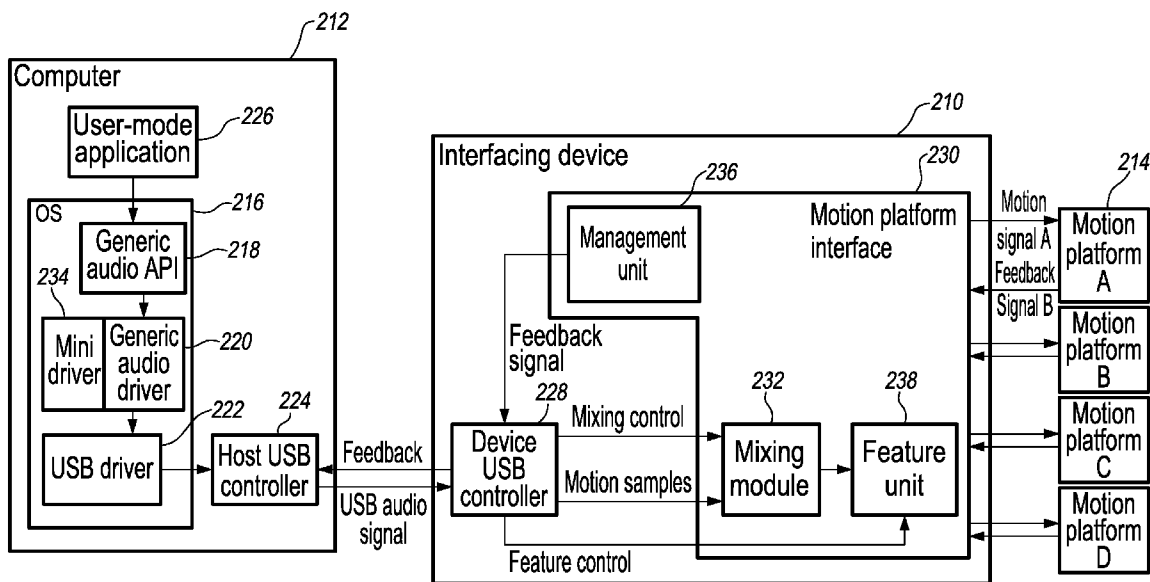 212
Computer
User-mode
application
226
OS
216
Generic
audio API
218
234
Mini
driver
Generic
audio driver
220
222
USB driver
224
Host USB
controller
Feedback
USB audio
signal
210
Interfacing device
230
236
Management
unit
Motion platform
interface
Feedback
signal
228
Device
USB
controller
Mixing control
Motion samples
Feature control
232
Mixing
module
238
Feature
unit
Motion
signal A
Feedback
Signal B
214
Motion
platform
A
Motion
platform
B
Motion
platform
C
Motion
platform
D